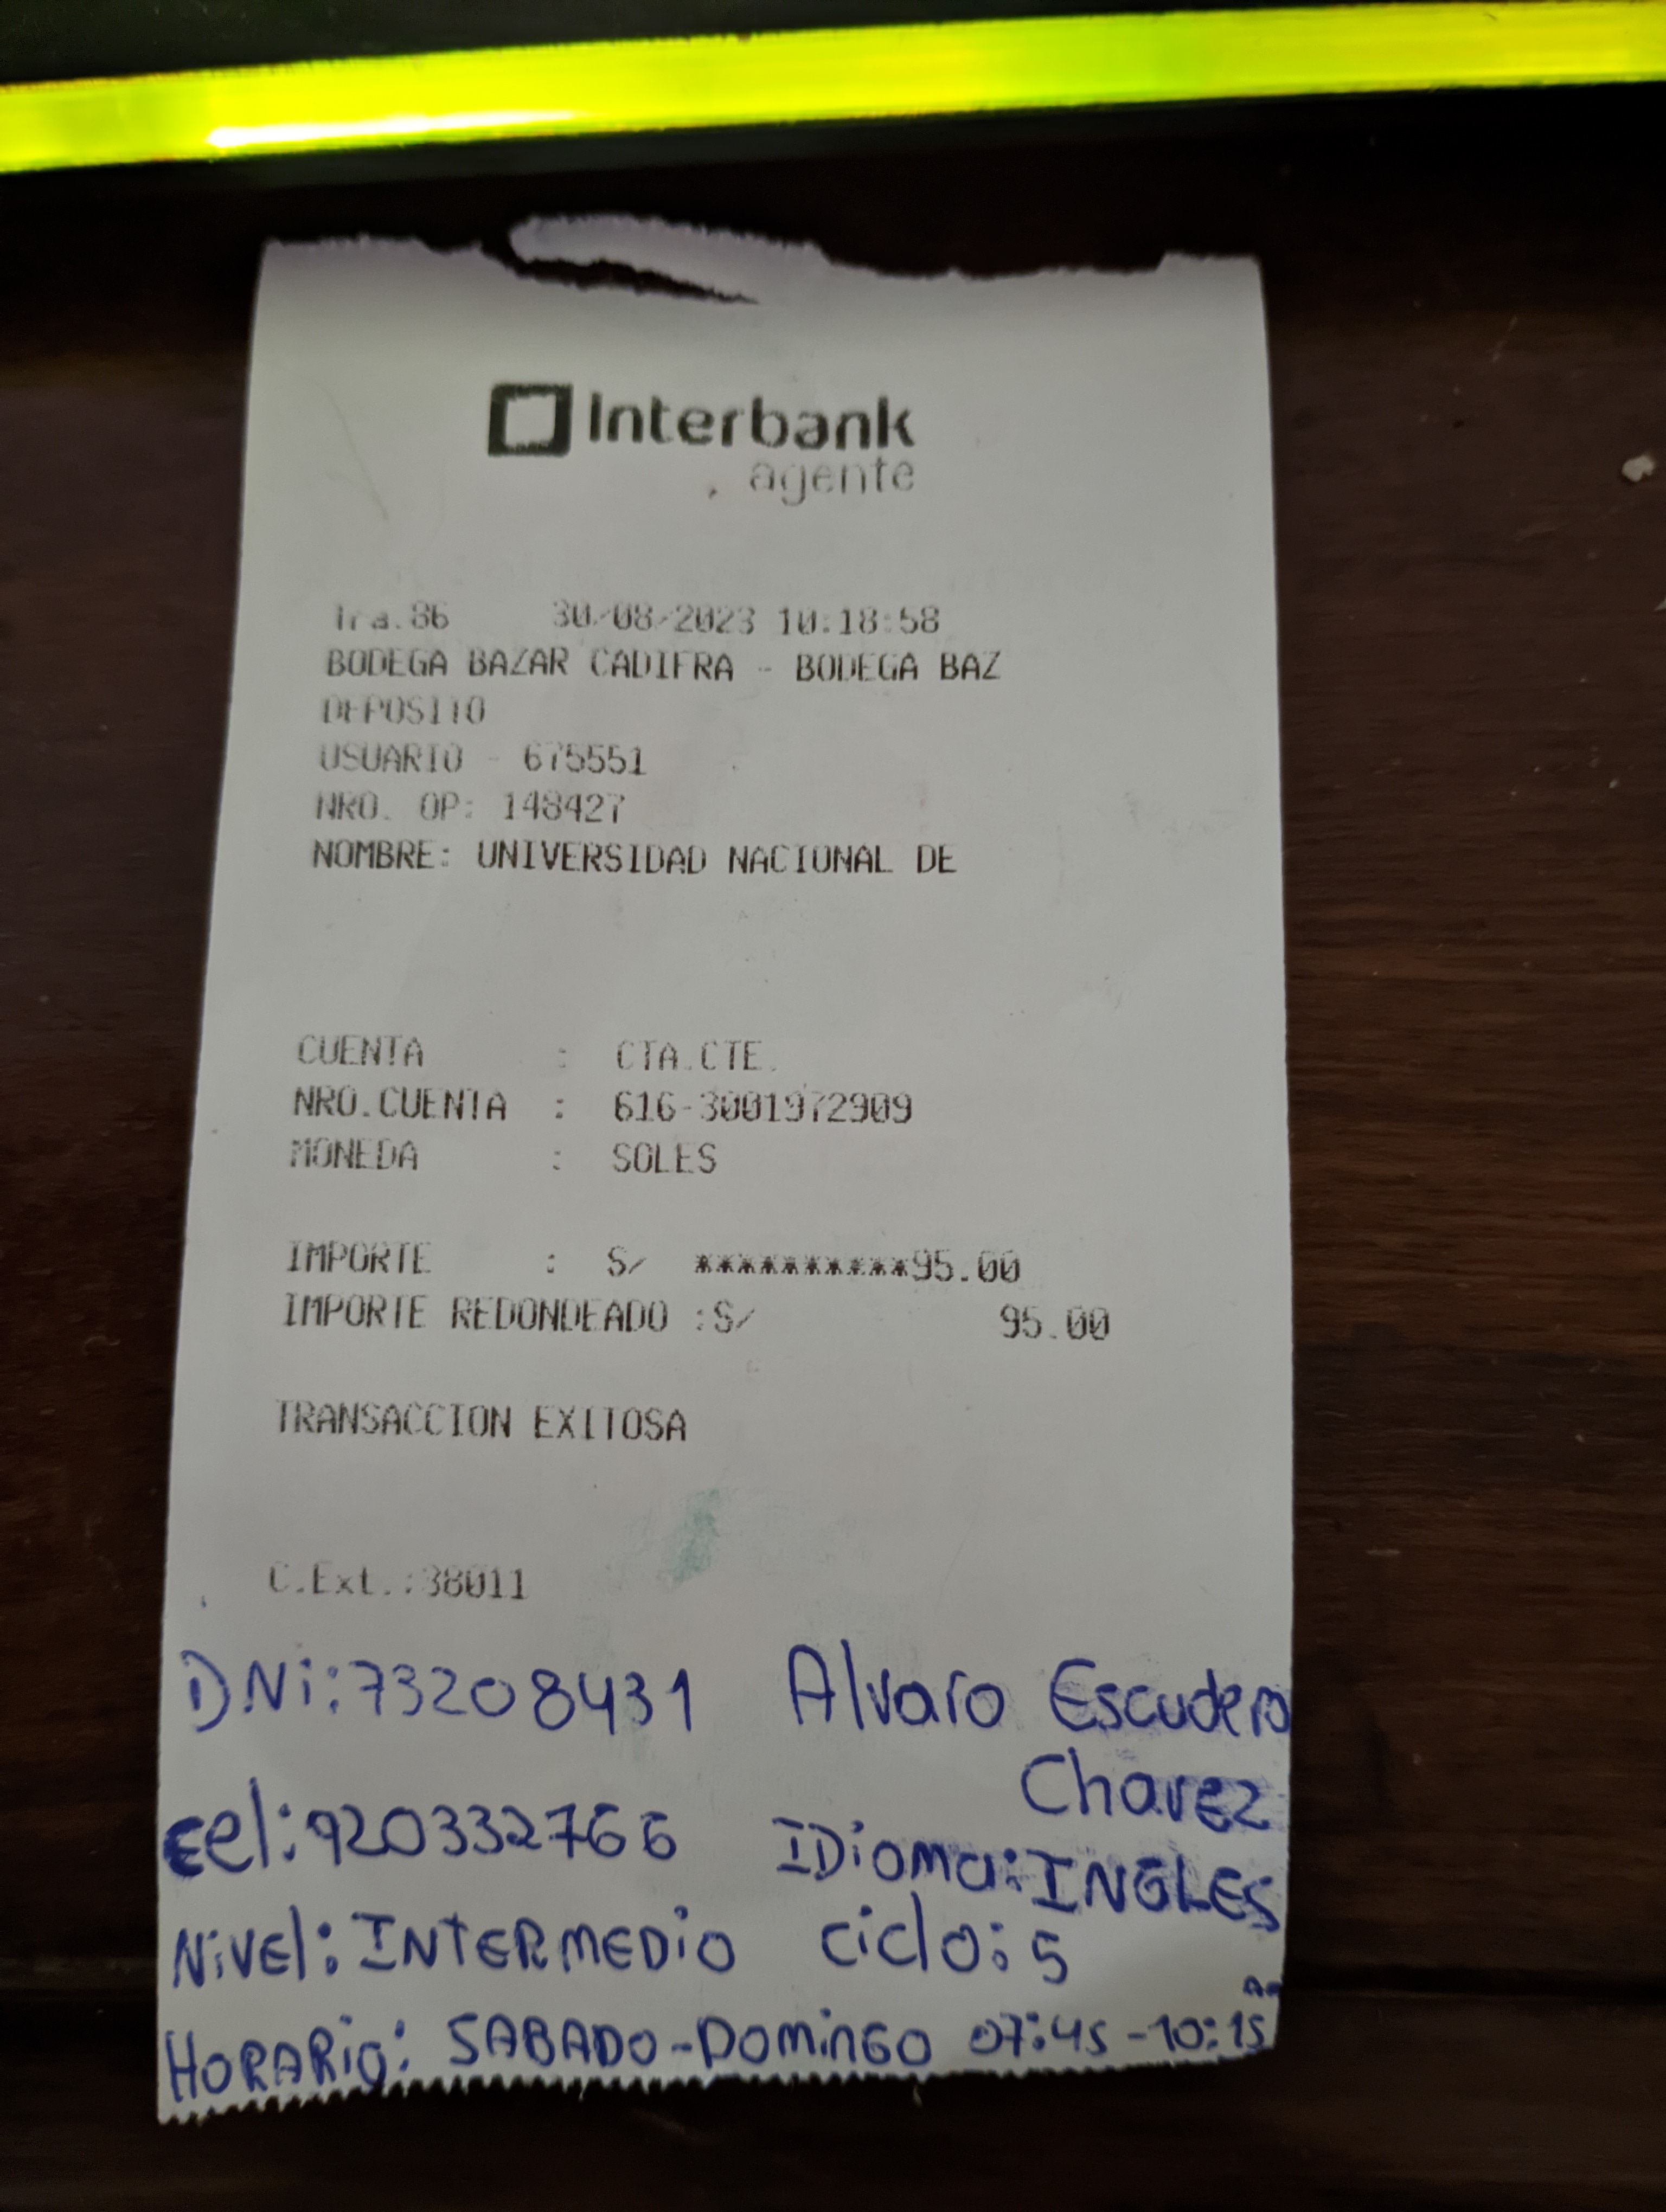 Interbank
agente
Tra.86 30/08/2023 10:18:58
BODEGA BAZAR CADIFRA - BODEGA BAZ
DEPOSITO
USUARIO - 675551
NRO. OP: 148427
NOMBRE: UNIVERSIDAD NACIONAL DE
CUENTA : CTA.CTE.
NRO.CUENTA : 616-3001972909
MONEDA : SOLES
IMPORTE : S/ **********95.00
IMPORTE REDONDEADO :S/ 95.00
TRANSACCION EXITOSA
C.Ext.:38011
DNi:73208431 Alvaro Escudero
Chavez
cel:920332766 IDioma:INGLES
NiVEl:INTERMEDiO ciclo:5
HORARio: SABADO-DominGO 07:45-10:15